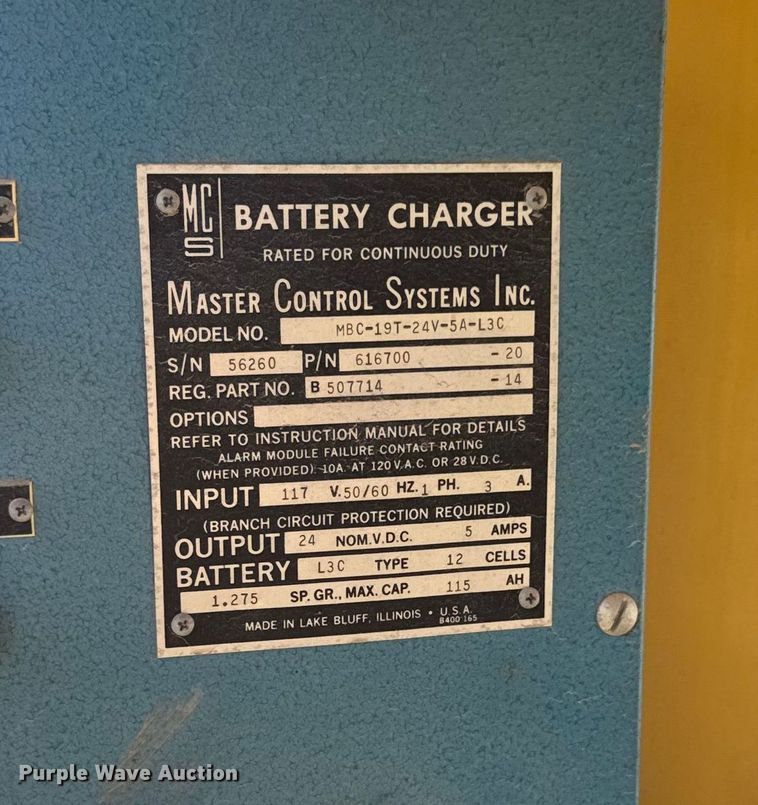 MCS
BATTERY CHARGER
RATED FOR CONTINUOUS DUTY
MASTER CONTROL SYSTEMS INC.
MODEL NO. MBC-19T-24V-5A-L3C
S/N 56260 P/N 616700 -20
REG. PART NO. B 507714 -14
OPTIONS
REFER TO INSTRUCTION MANUAL FOR DETAILS
ALARM MODULE FAILURE CONTACT RATING
(WHEN PROVIDED) 10A. AT 120 V.A.C. OR 28 V.D.C.
INPUT 117 V. 50/60 HZ. 1 PH. 3 A.
(BRANCH CIRCUIT PROTECTION REQUIRED)
OUTPUT 24 NOM.V.D.C. 5 AMPS
BATTERY L3C TYPE 12 CELLS
1.275 SP. GR., MAX. CAP. 115 AH
MADE IN LAKE BLUFF, ILLINOIS • U.S.A.
B400 165
Purple Wave Auction